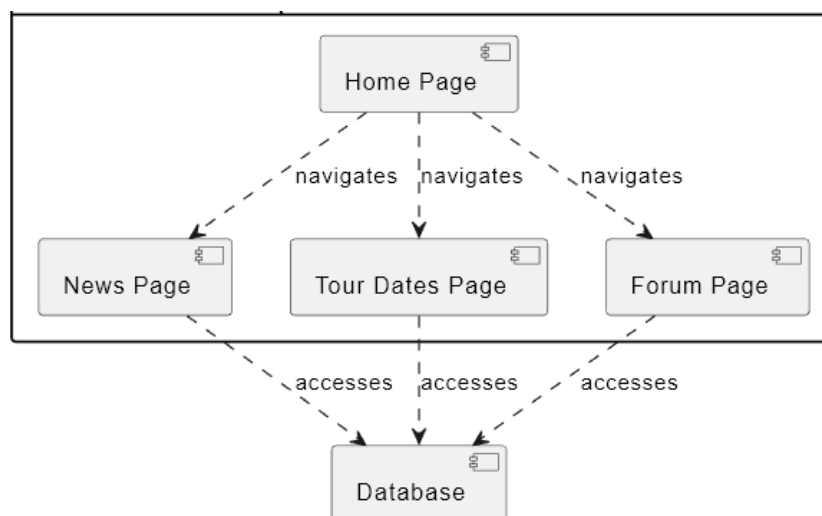 Home Page
navigates navigates navigates
News Page Tour Dates Page Forum Page
accesses accesses accesses
Database